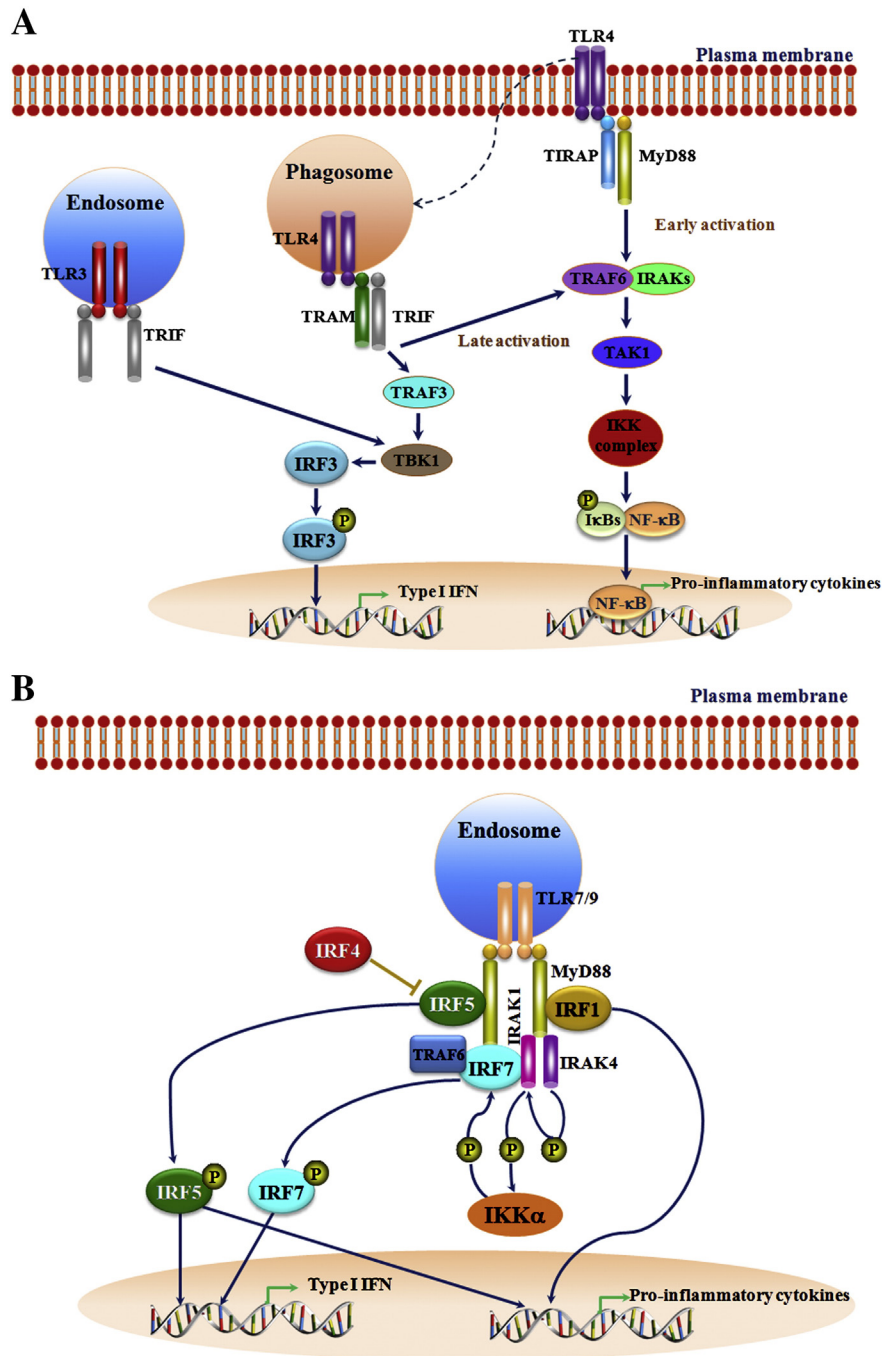 A
TLR4
Plasma membrane
TIRAP
MyD88
Phagosome
Endosome
Early activation
TLR4
TLR3
TRAF6
IRAKs
TRAM
TRIF
TRIF
Late activation
TAK1
TRAF3
IKK
complex
IRF3
TBK1
P
IκBs
NF-κB
P
IRF3
Type I IFN
Pro-inflammatory cytokines
NF-κB
B
Plasma membrane
Endosome
TLR7/9
IRF4
MyD88
IRF5
IRAK1
IRF1
TRAF6
IRF7
IRAK4
P
P
P
P
P
IRF5
IRF7
IKKα
Type I IFN
Pro-inflammatory cytokines